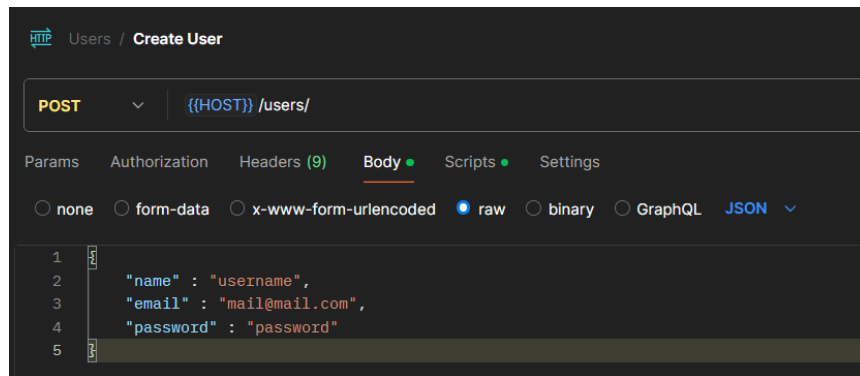 HTTP Users / Create User
POST {{HOST}} /users/
Params Authorization Headers (9) Body Scripts Settings
none form-data x-www-form-urlencoded raw binary GraphQL JSON
1 {
2 "name" : "username",
3 "email" : "mail@mail.com",
4 "password" : "password"
5 }